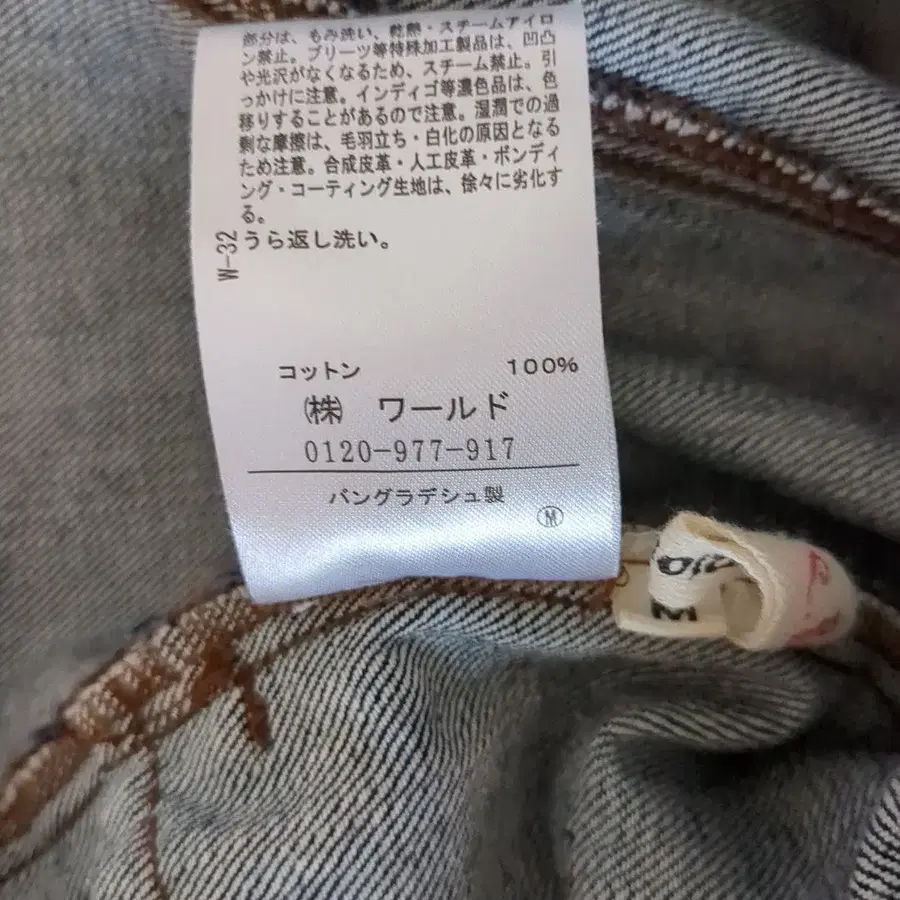 部分は、もみ洗い、乾熱・スチームアイロ
ン禁止。プリーツ等特殊加工製品は、凹凸
や光沢がなくなるため、スチーム禁止。引
っかけに注意。インディゴ等濃色品は、色
移りすることがあるので注意。湿潤での過
剰な摩擦は、毛羽立ち・白化の原因となる
ため注意。合成皮革・人工皮革・ボンディ
ング・コーティング生地は、徐々に劣化す
る。
うら返し洗い。
W-32
コットン 100%
㈱ ワールド
0120-977-917
バングラデシュ製
Ⓜ
M